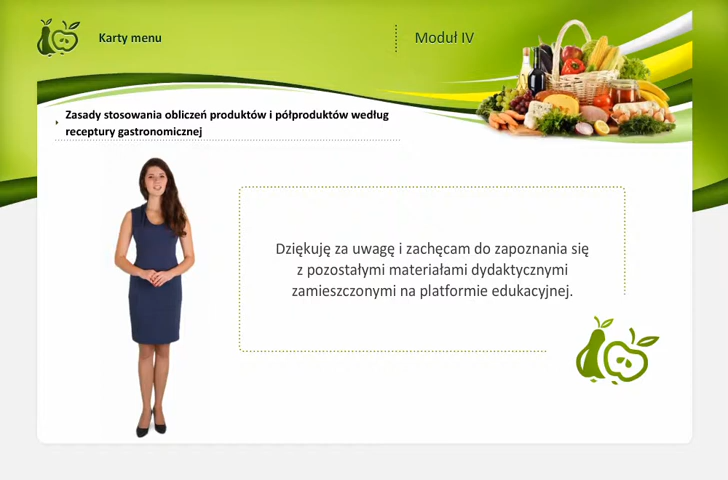 Karty menu
Moduł IV
Zasady stosowania obliczeń produktów i półproduktów według
receptury gastronomicznej
Dziękuję za uwagę i zachęcam do zapoznania się
z pozostałymi materiałami dydaktycznymi
zamieszczonymi na platformie edukacyjnej.